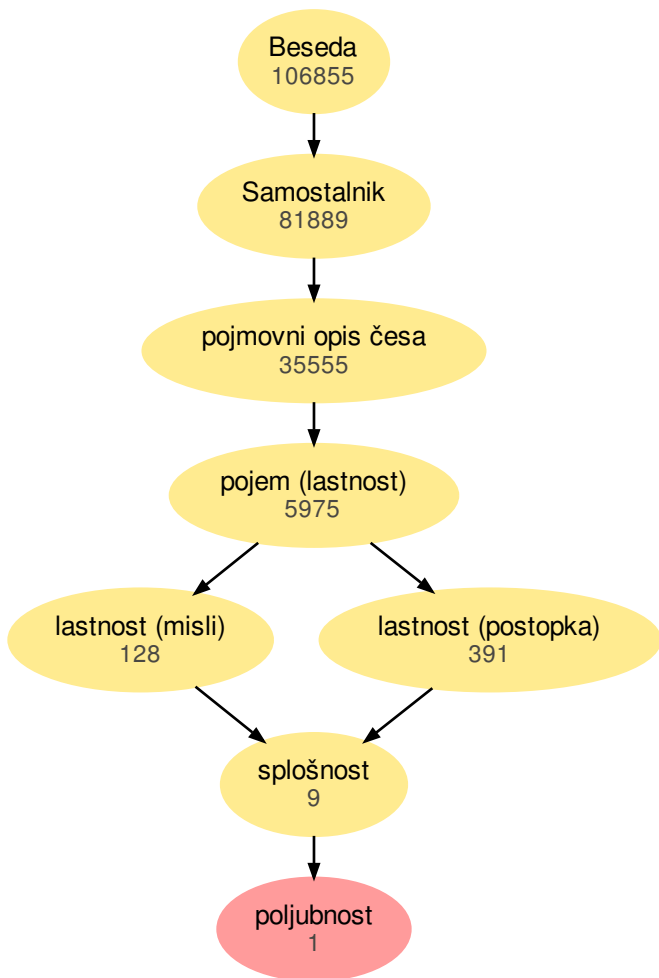 Beseda
106855
Samostalnik
81889
pojmovni opis česa
35555
pojem (lastnost)
5975
lastnost (misli)
128
lastnost (postopka)
391
splošnost
9
poljubnost
1